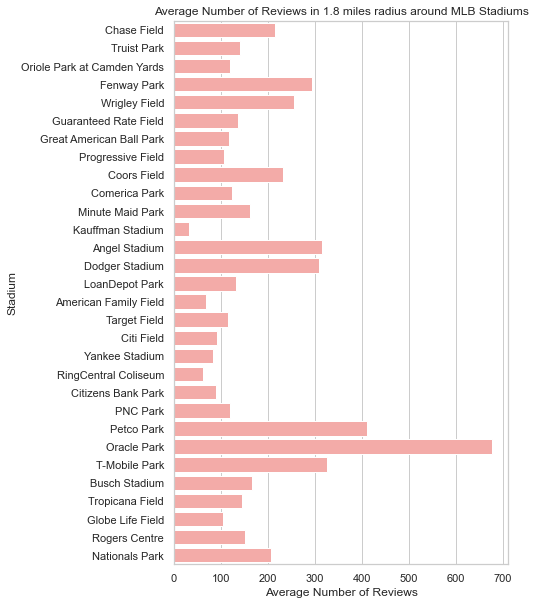 Average Number of Reviews in 1.8 miles radius around MLB Stadiums
Chase Field
Truist Park
Oriole Park at Camden Yards
Fenway Park
Wrigley Field
Guaranteed Rate Field
Great American Ball Park
Progressive Field
Coors Field
Comerica Park
Minute Maid Park
Kauffman Stadium
Angel Stadium
Dodger Stadium
LoanDepot Park
American Family Field
Target Field
Citi Field
Yankee Stadium
RingCentral Coliseum
Citizens Bank Park
PNC Park
Petco Park
Oracle Park
T-Mobile Park
Busch Stadium
Tropicana Field
Globe Life Field
Rogers Centre
Nationals Park
Stadium
0 100 200 300 400 500 600 700
Average Number of Reviews